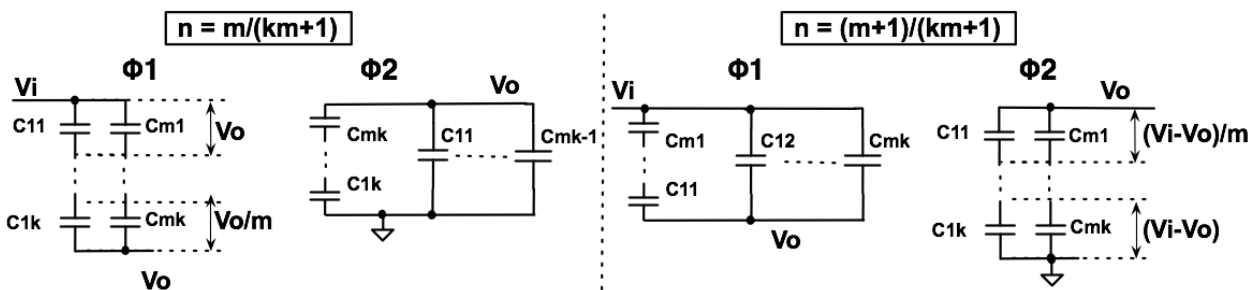 n = m/(km+1)
Φ1
Φ2
Vi
C11
Cm1
Vo
C1k
Cmk
Vo/m
Vo
Vo
Cmk
C11
Cmk-1
C1k
n = (m+1)/(km+1)
Φ1
Φ2
Vi
Cm1
C12
Cmk
C11
Vo
Vo
C11
Cm1
(Vi-Vo)/m
C1k
Cmk
(Vi-Vo)